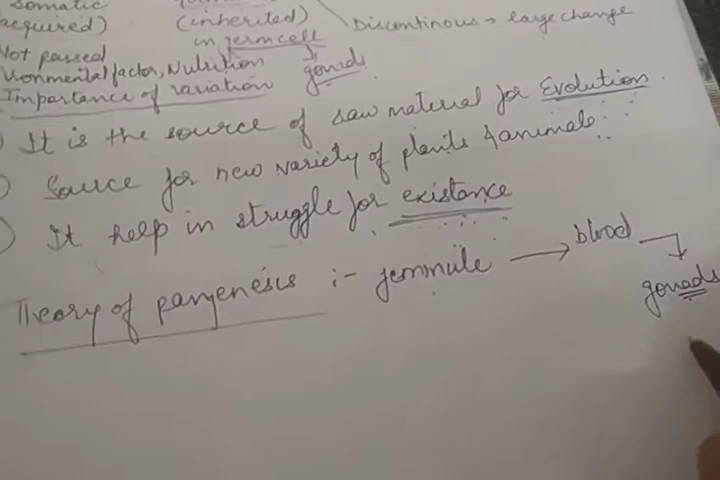 Somatic
acquired) (inherited) Discontinous → large change
in germcell
Not passed ↓
vironmental factor, Nutrition gonads
Importance of variation
) It is the source of raw material for Evolution.
) Sauce for new variety of plants & animals
) It help in struggle for existance
Theory of pangenesis :- gemmule → blood → gonads